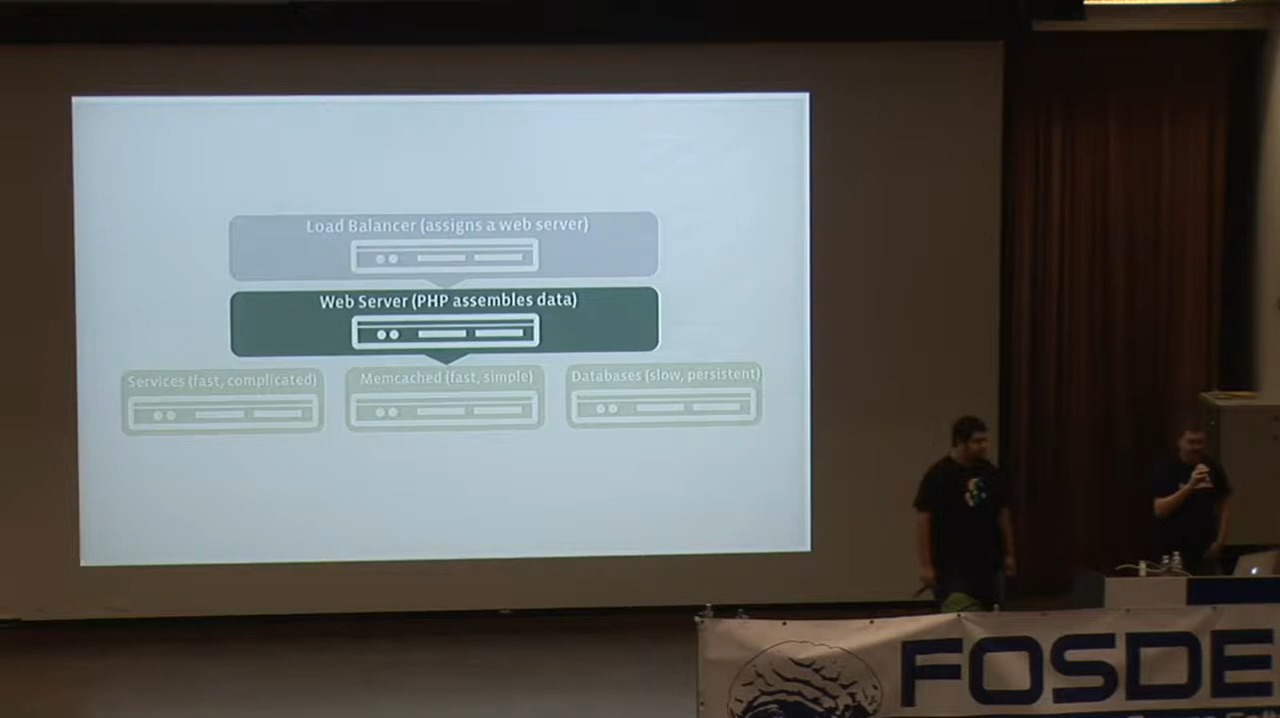 Load Balancer (assigns a web server)
Web Server (PHP assembles data)
Services (fast, complicated)
Memcached (fast, simple)
Databases (slow, persistent)
FOSDE